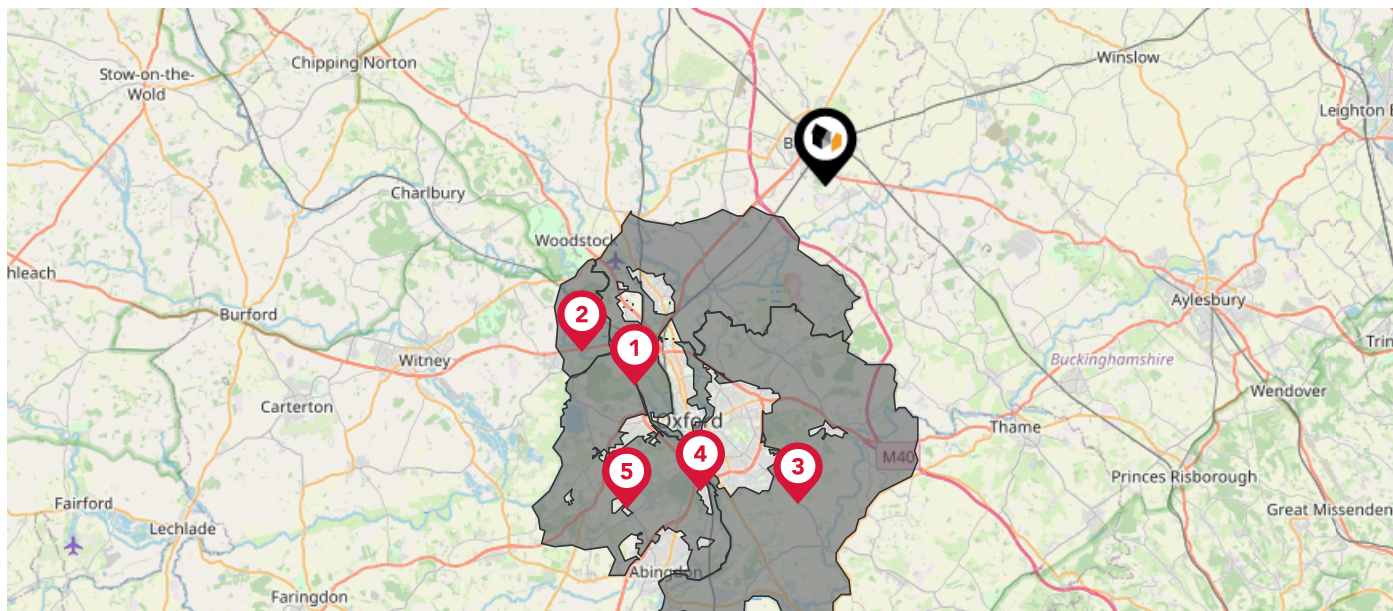 Winslow
Chipping Norton
Stow-on-the-
Wold
Leighton
B
Charlbury
Woodstock
hleach
Aylesbury
2
Burford
Trin
1
Witney
Buckinghamshire
Wendover
Carterton
Oxford
Thame
4
M40
3
5
Princes Risborough
Fairford
Great Missenden
Lechlade
Abingdon
Faringdon